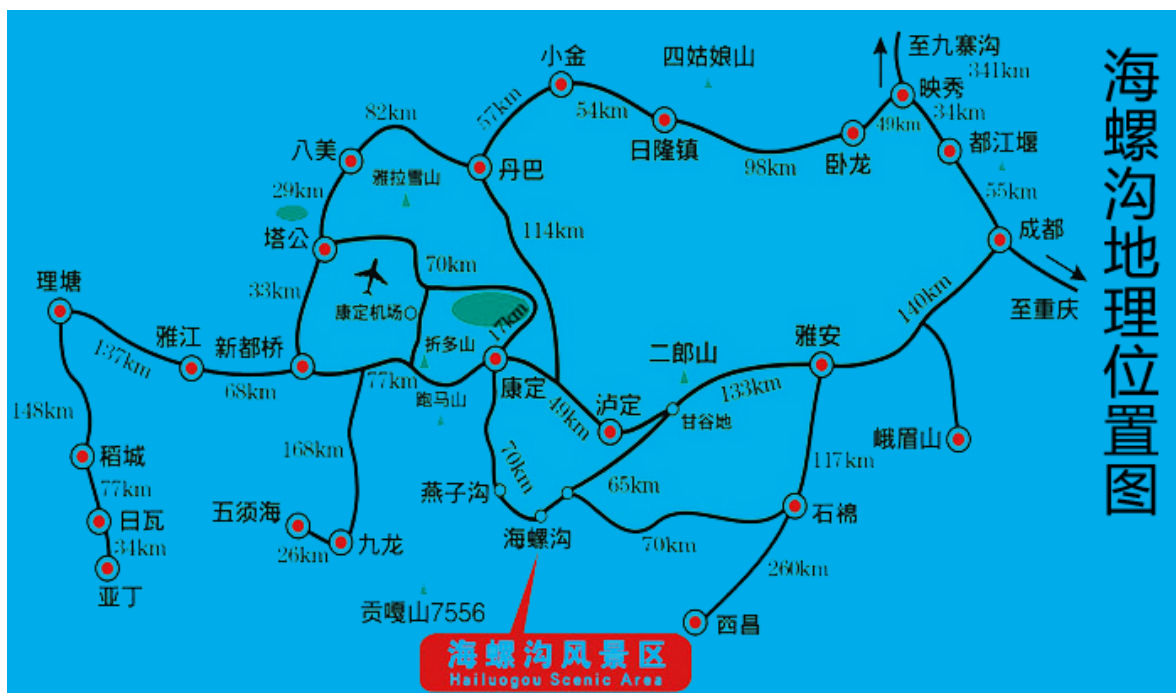 海螺沟地理位置图
至九寨沟
341km
小金
四姑娘山
映秀
57km
54km
49km
34km
82km
日隆镇
卧龙
都江堰
八美
丹巴
98km
雅拉雪山
29km
55km
塔公
114km
成都
70km
理塘
33km
康定机场
17km
140km
至重庆
137km
雅江
新都桥
折多山
二郎山
雅安
68km
77km
康定
133km
跑马山
49km
泸定
甘谷地
148km
峨眉山
稻城
168km
70km
117km
77km
燕子沟
65km
五须海
日瓦
石棉
34km
26km
九龙
海螺沟
70km
亚丁
260km
贡嘎山7556
西昌
海螺沟风景区
Hailuogou Scenic Area